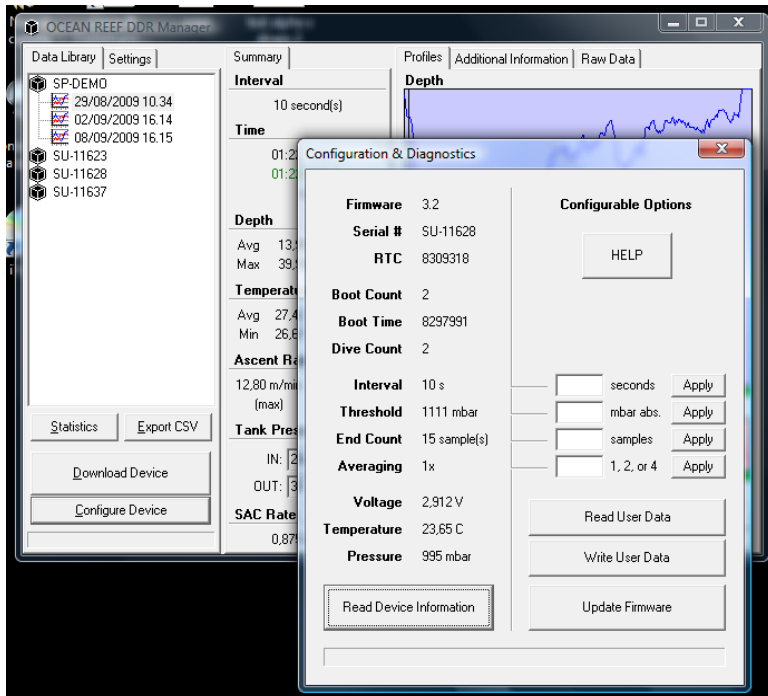 OCEAN REEF DDR Manager
Data Library
Settings
SP-DEMO
29/08/2009 10.34
02/09/2009 16.14
08/09/2009 16.15
SU-11623
SU-11628
SU-11637
Statistics
Export CSV
Download Device
Configure Device
Summary
Interval
10 second(s)
Time
Depth
Avg
Max
Avg
Min
12,80 m/mi
(max)
IN:
OUT:
SAC Rate
Profiles
Additional Information
Raw Data
Depth
Configuration & Diagnostics
Firmware 3.2
Serial # SU-11628
RTC 8309318
Boot Count 2
Boot Time 8297991
Dive Count 2
Interval 10 s
Threshold 1111 mbar
End Count 15 sample(s)
Averaging 1x
Voltage 2,912 V
Temperature 23,65 C
Pressure 995 mbar
Read Device Information
Configurable Options
HELP
seconds Apply
mbar abs. Apply
samples Apply
1, 2, or 4 Apply
Read User Data
Write User Data
Update Firmware